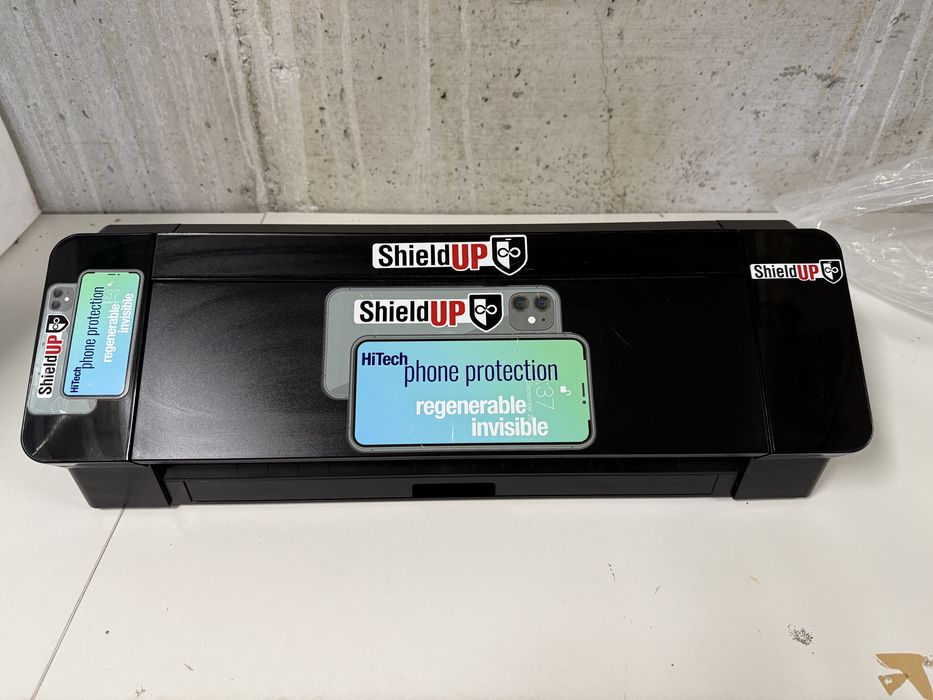 ShieldUP
ShieldUP
ShieldUP
HiTech phone protection
regenerable
invisible
ShieldUP
HiTech phone protection
regenerable
invisible